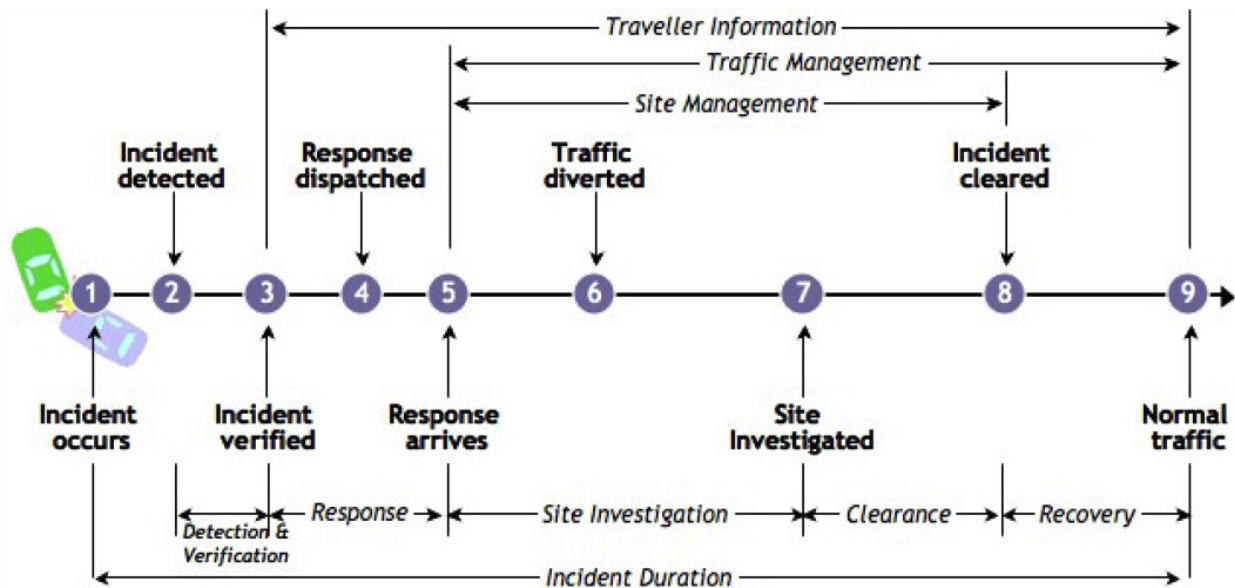 Traveller Information
Traffic Management
Site Management
Incident
detected
Response
dispatched
Traffic
diverted
Incident
cleared
1 2 3 4 5 6 7 8 9
Incident
occurs
Incident
verified
Response
arrives
Site
Investigated
Normal
traffic
Detection &
Verification
Response
Site Investigation
Clearance
Recovery
Incident Duration